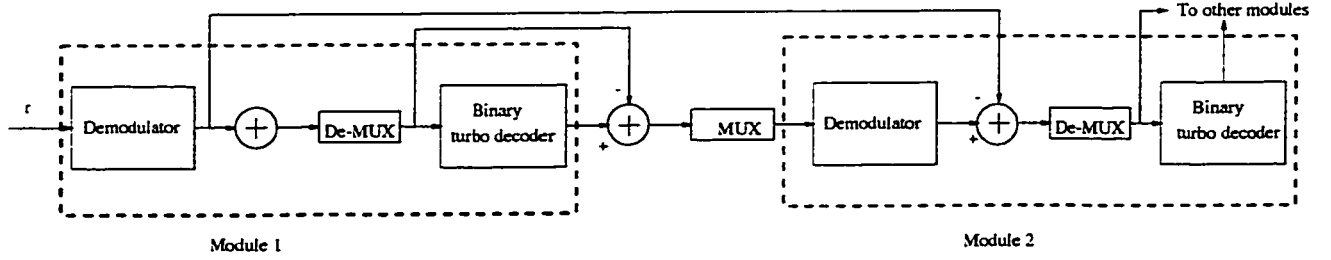 To other modules
r
Demodulator
De-MUX
Binary
turbo decoder
-
+
MUX
Demodulator
-
+
De-MUX
Binary
turbo decoder
Module 1
Module 2